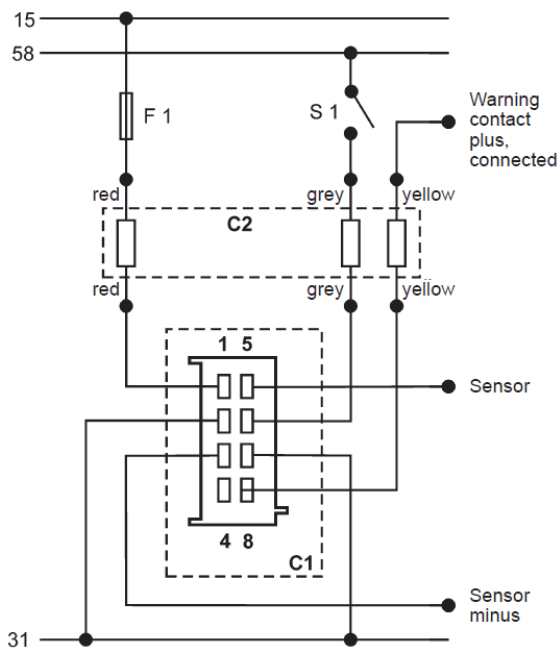 15
58
F 1
S 1
Warning
contact
plus,
connected
red
grey
yellow
C2
red
grey
yellow
1 5
Sensor
4 8
C1
Sensor
minus
31